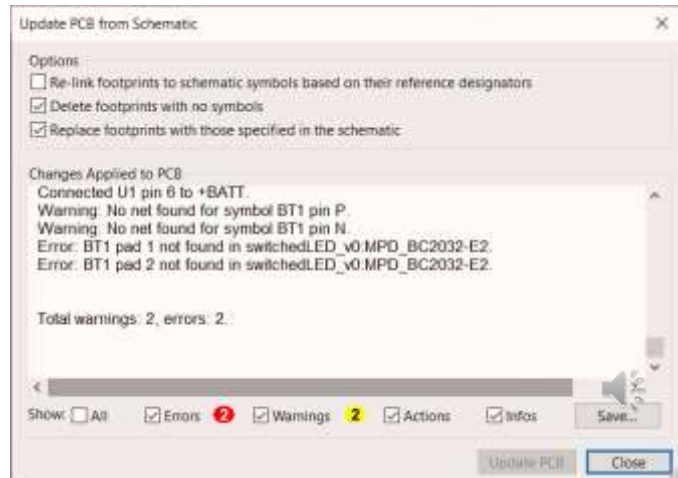 Update PCB from Schematic
Options
Re-link footprints to schematic symbols based on their reference designators
Delete footprints with no symbols
Replace footprints with those specified in the schematic
Changes Applied to PCB
Connected U1 pin 6 to +BATT.
Warning: No net found for symbol BT1 pin P.
Warning: No net found for symbol BT1 pin N.
Error: BT1 pad 1 not found in switchedLED_v0:MPD_BC2032-E2.
Error: BT1 pad 2 not found in switchedLED_v0:MPD_BC2032-E2.
Total warnings: 2, errors: 2.
Show: All Errors 2 Warnings 2 Actions Infos Save...
Update PCB Close